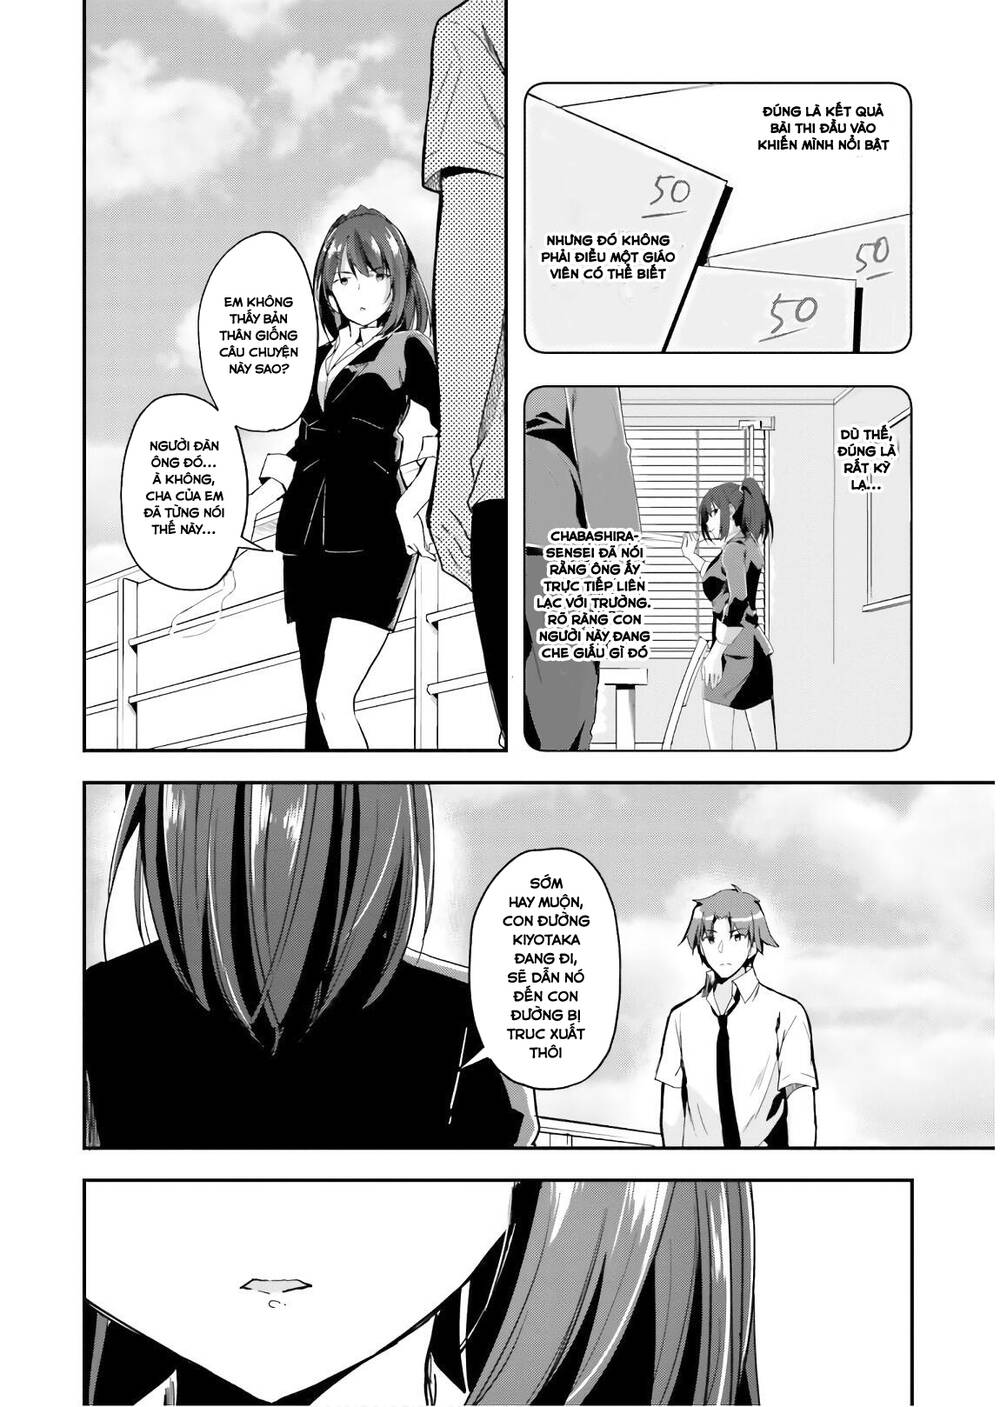 ĐÚNG LÀ KẾT QUẢ
BÀI THI ĐẦU VÀO
KHIẾN MÌNH NỔI BẬT
50
50
50
NHƯNG ĐÓ KHÔNG
PHẢI ĐIỀU MỘT GIÁO
VIÊN CÓ THỂ BIẾT
DÙ THẾ,
ĐÚNG LÀ
RẤT KỲ
LẠ...
CHABASHIRA-
SENSEI ĐÃ NÓI
RẰNG ÔNG ẤY
TRỰC TIẾP LIÊN
LẠC VỚI TRƯỜNG.
RÕ RÀNG CON
NGƯỜI NÀY ĐANG
CHE GIẤU GÌ ĐÓ
EM KHÔNG
THẤY BẢN
THÂN GIỐNG
CÂU CHUYỆN
NÀY SAO?
NGƯỜI ĐÀN
ÔNG ĐÓ...
À KHÔNG,
CHA CỦA EM
ĐÃ TỪNG NÓI
THẾ NÀY...
SỚM
HAY MUỘN,
CON ĐƯỜNG
KIYOTAKA
ĐANG ĐI,
SẼ DẪN NÓ
ĐẾN CON
ĐƯỜNG BỊ
TRUC XUẤT
THÔI